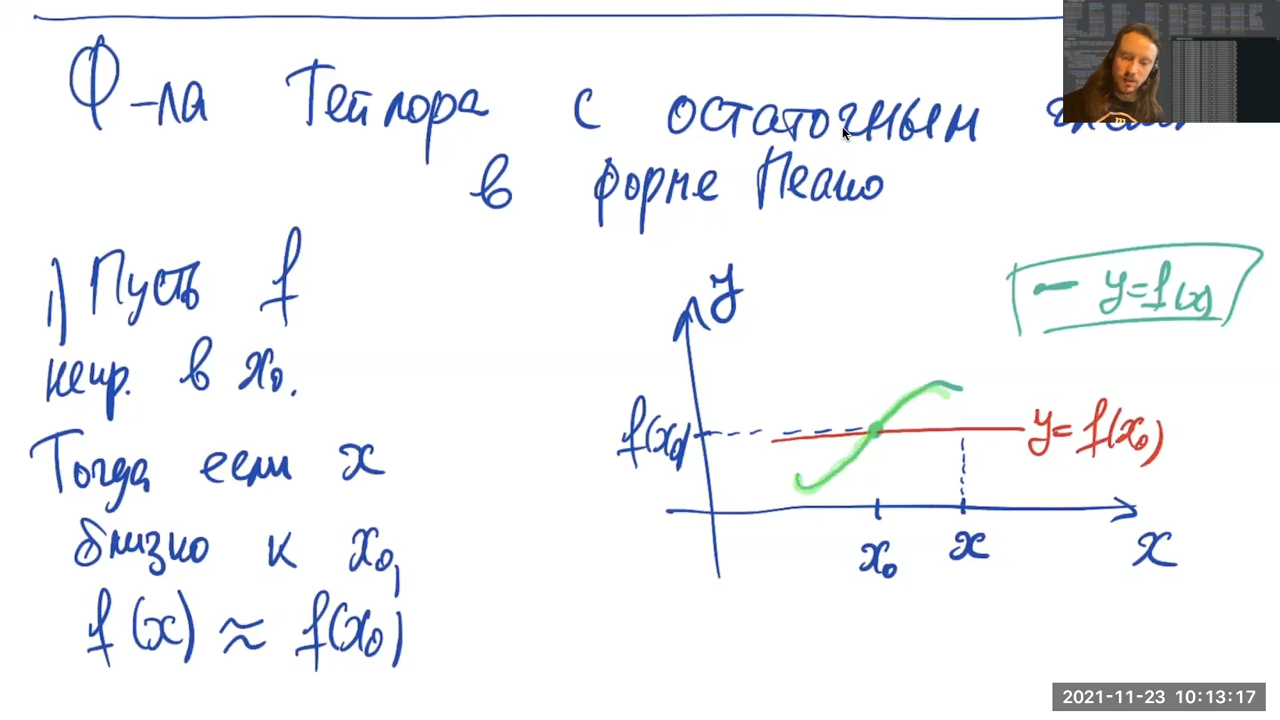 Ф-ла Тейлора с остаточным
в форме Пеано
1) Пусть f
непр. в x₀.
Тогда если x
близко к x₀,
f(x) ≈ f(x₀)
y
— y=f(x)
f(x₀)
y= f(x₀)
x₀ x x
2021-11-23 10:13:17